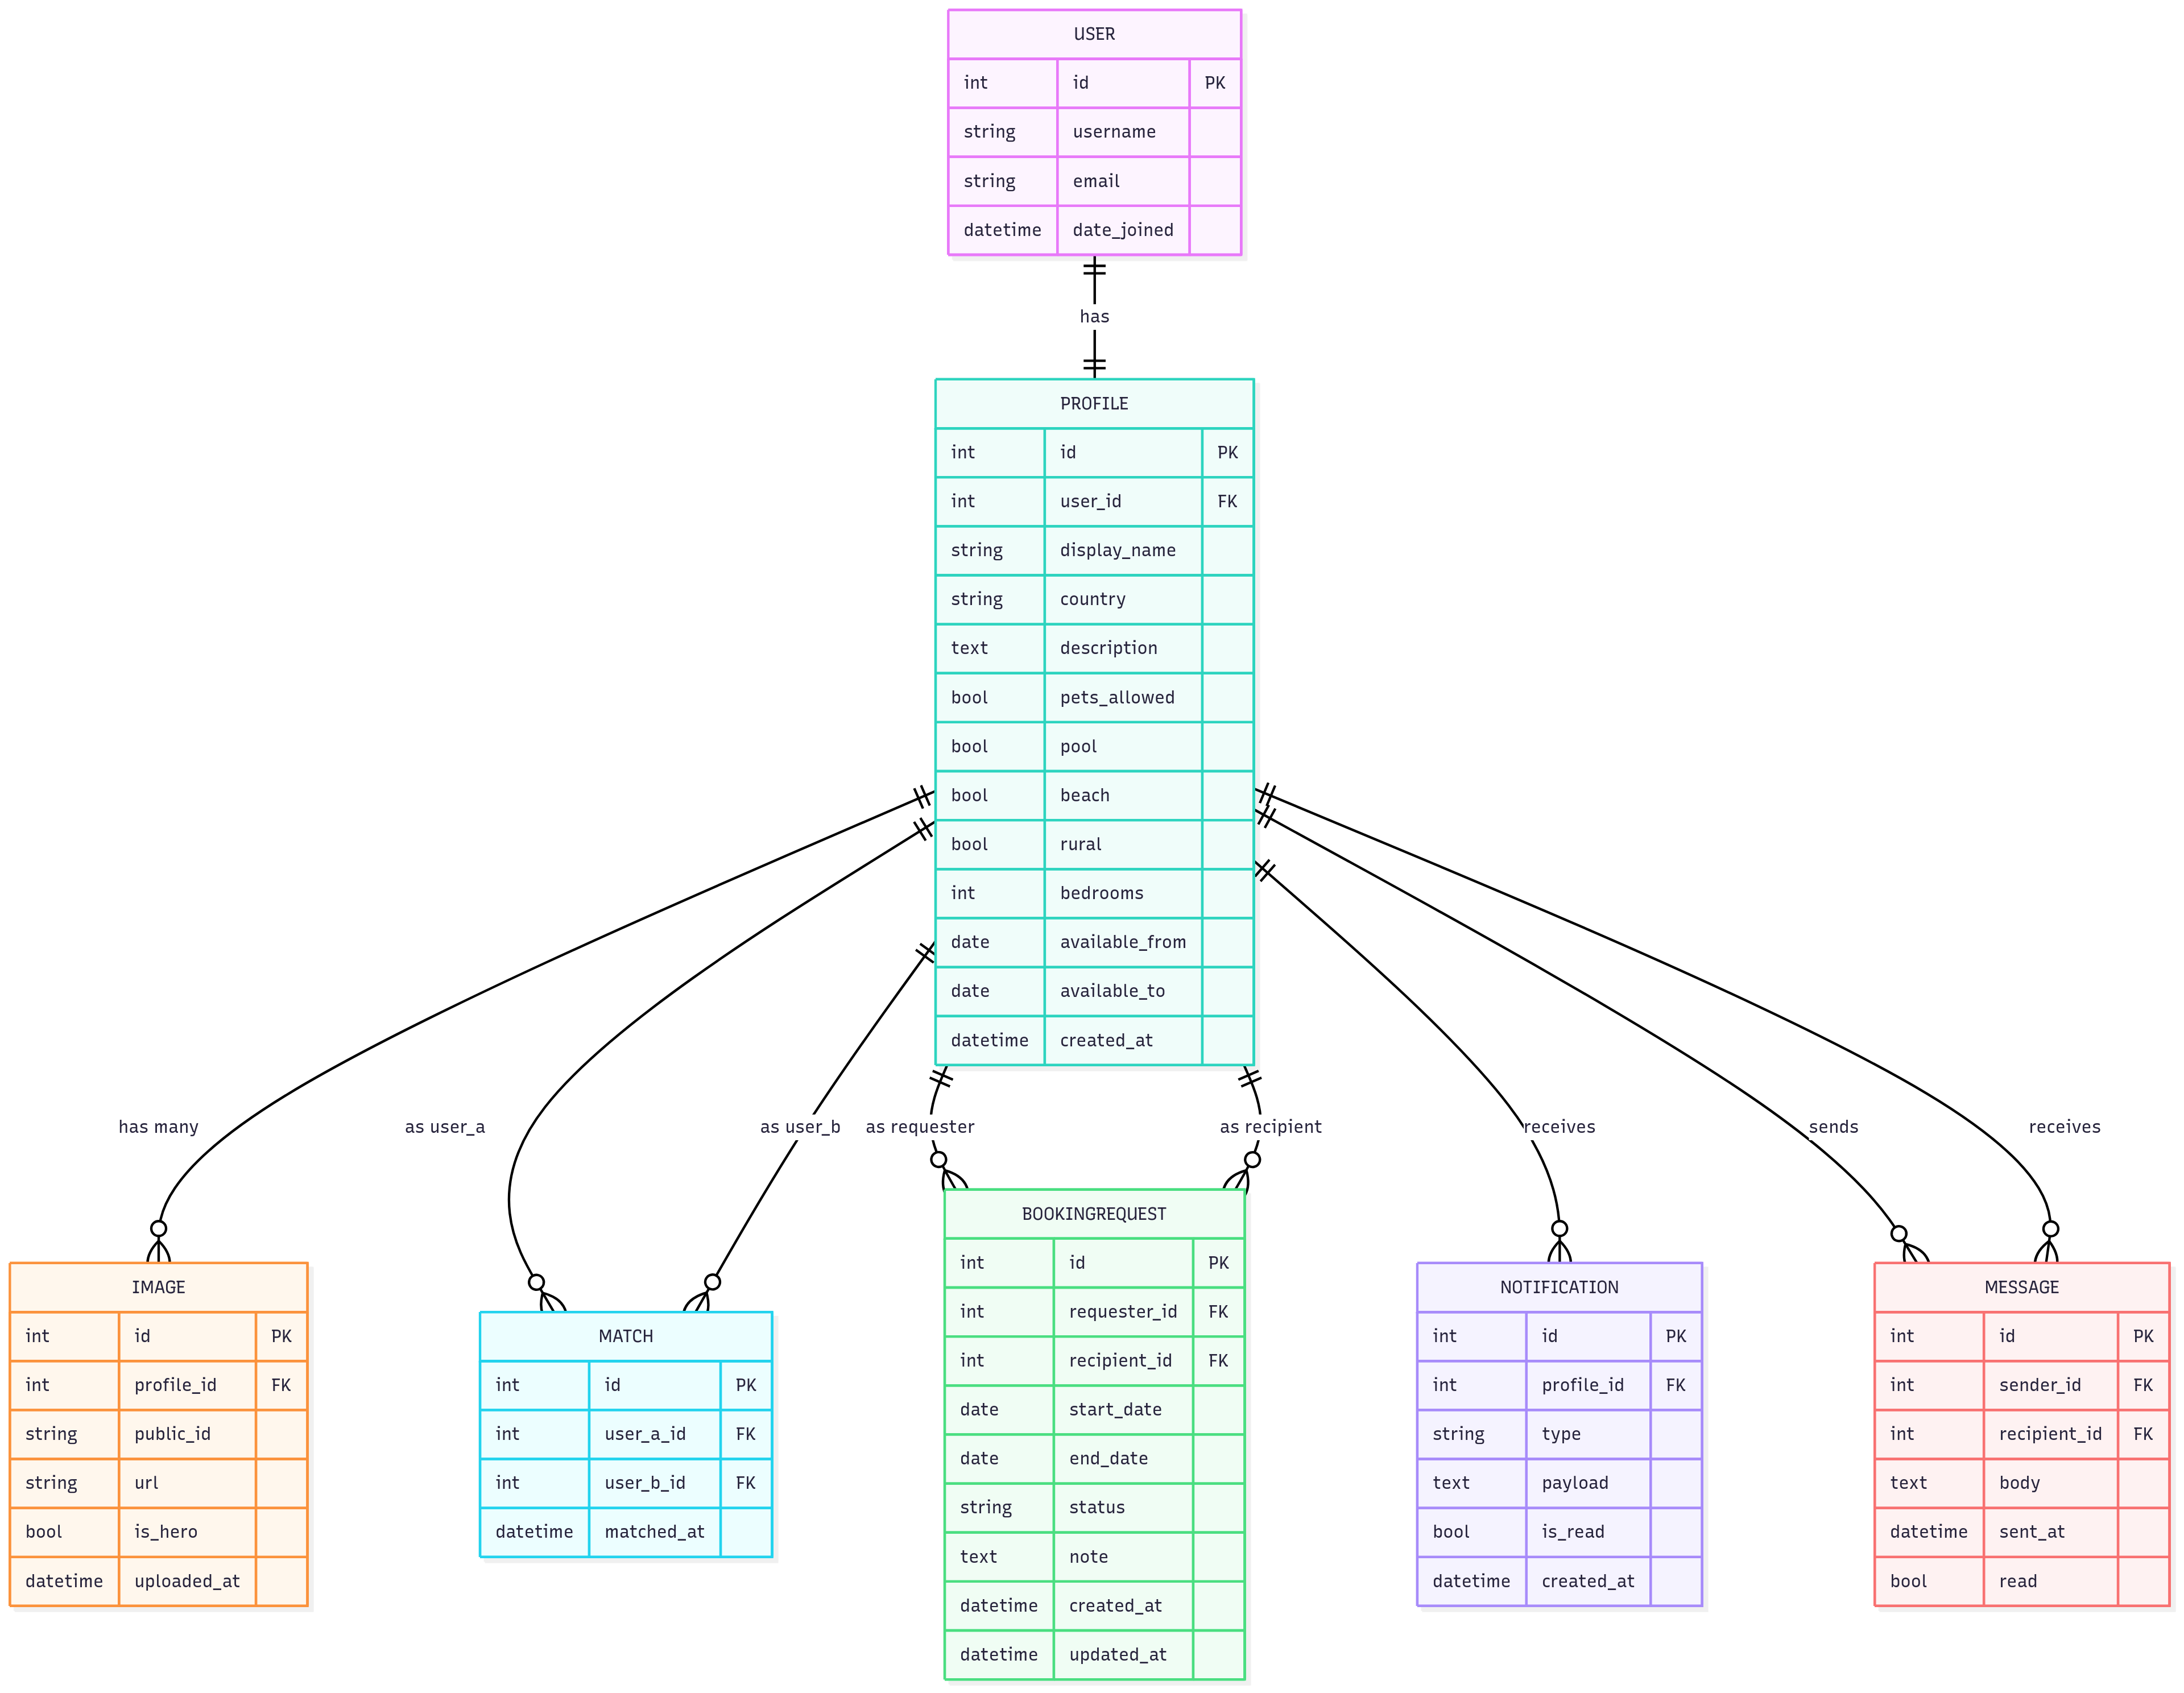 USER
int id PK
string username
string email
datetime date_joined
has
PROFILE
int id PK
int user_id FK
string display_name
string country
text description
bool pets_allowed
bool pool
bool beach
bool rural
int bedrooms
date available_from
date available_to
datetime created_at
has many
as user_a
as user_b
as requester
as recipient
receives
sends
receives
IMAGE
int id PK
int profile_id FK
string public_id
string url
bool is_hero
datetime uploaded_at
MATCH
int id PK
int user_a_id FK
int user_b_id FK
datetime matched_at
BOOKINGREQUEST
int id PK
int requester_id FK
int recipient_id FK
date start_date
date end_date
string status
text note
datetime created_at
datetime updated_at
NOTIFICATION
int id PK
int profile_id FK
string type
text payload
bool is_read
datetime created_at
MESSAGE
int id PK
int sender_id FK
int recipient_id FK
text body
datetime sent_at
bool read